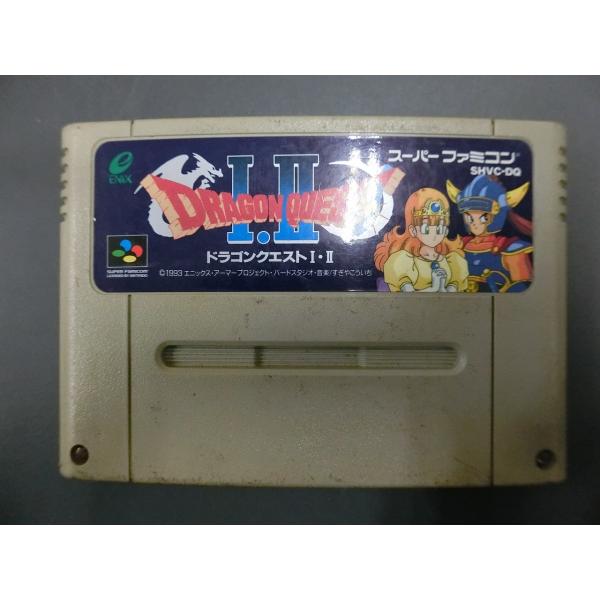 ENIX
I.II
DRAGON QUEST
ドラゴンクエストI・II
スーパーファミコン
SHVC-DQ
SUPER FAMICOM
LICENSED BY NINTENDO
©1993 エニックス・アーマープロジェクト・バードスタジオ・音楽/すぎやこういち